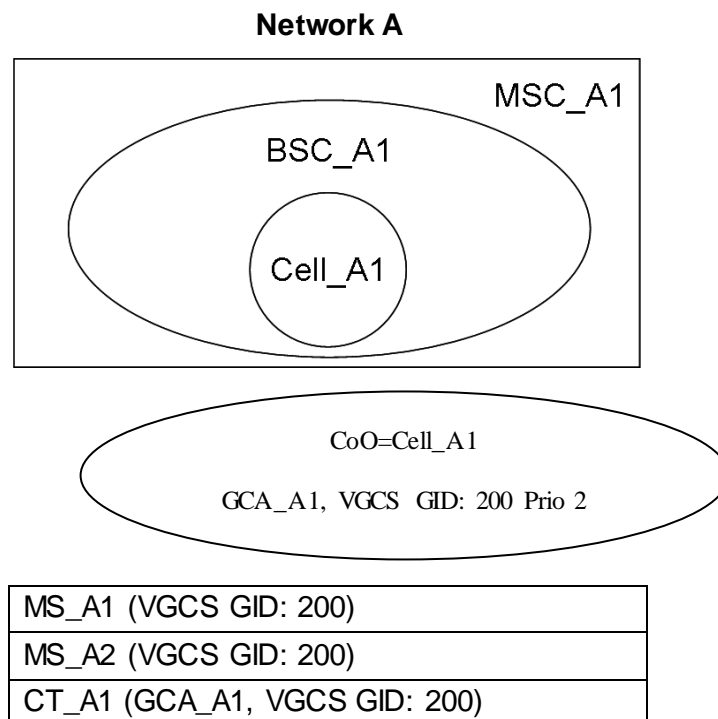 Network A
MSC_A1
BSC_A1
Cell_A1
CoO=Cell_A1
GCA_A1, VGCS GID: 200 Prio 2
MS_A1 (VGCS GID: 200)
MS_A2 (VGCS GID: 200)
CT_A1 (GCA_A1, VGCS GID: 200)